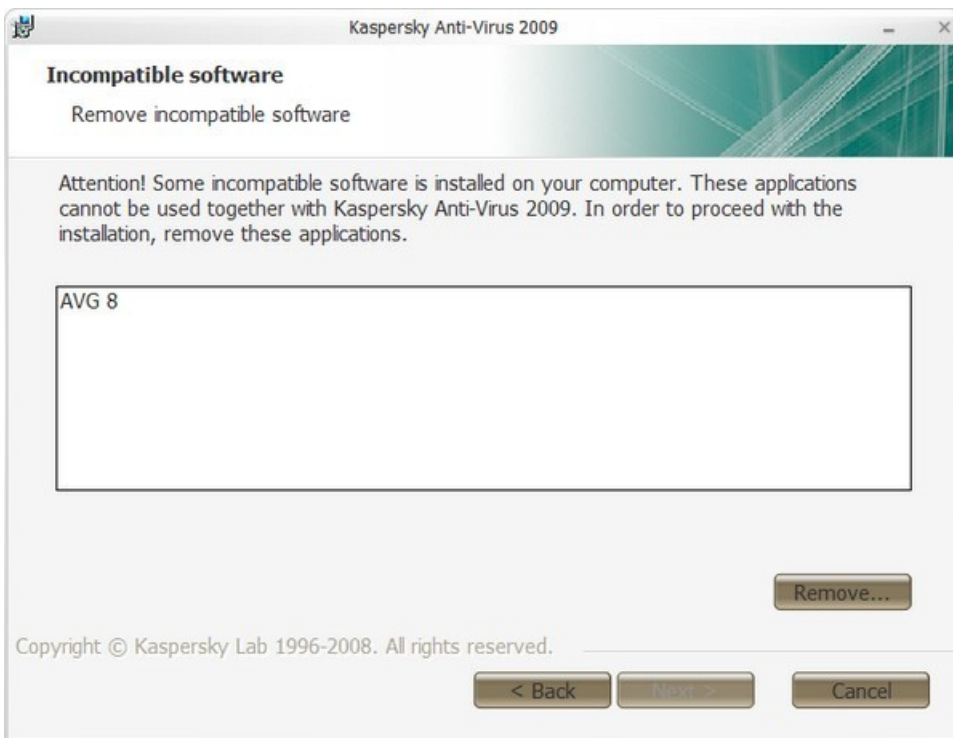 Kaspersky Anti-Virus 2009
Incompatible software
Remove incompatible software
Attention! Some incompatible software is installed on your computer. These applications
cannot be used together with Kaspersky Anti-Virus 2009. In order to proceed with the
installation, remove these applications.
AVG 8
Remove...
Copyright © Kaspersky Lab 1996-2008. All rights reserved.
< Back Next > Cancel